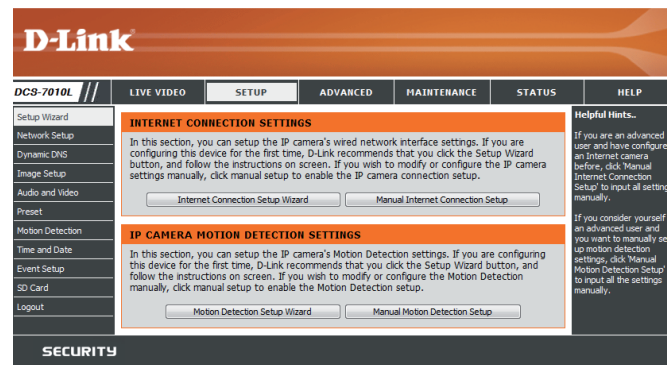 D-Link
DCS-7010L // LIVE VIDEO SETUP ADVANCED MAINTENANCE STATUS HELP
Setup Wizard
Network Setup
Dynamic DNS
Image Setup
Audio and Video
Preset
Motion Detection
Time and Date
Event Setup
SD Card
Logout
INTERNET CONNECTION SETTINGS
In this section, you can setup the IP camera's wired network interface settings. If you are
configuring this device for the first time, D-Link recommends that you click the Setup Wizard
button, and follow the instructions on screen. If you wish to modify or configure the IP camera
settings manually, click manual setup to enable the IP camera connection setup.
Internet Connection Setup Wizard Manual Internet Connection Setup
IP CAMERA MOTION DETECTION SETTINGS
In this section, you can setup the IP camera's Motion Detection settings. If you are configuring
this device for the first time, D-Link recommends that you click the Setup Wizard button, and
follow the instructions on screen. If you wish to modify or configure the Motion Detection
manually, click manual setup to enable the Motion Detection setup.
Motion Detection Setup Wizard Manual Motion Detection Setup
Helpful Hints..
If you are an advanced
user and have configure
an Internet camera
before, click 'Manual
Internet Connection
Setup' to input all setting
manually.
If you consider yourself
an advanced user and
you want to manually se
up motion detection
settings, click 'Manual
Motion Detection Setup'
to input all the settings
manually.
SECURITY